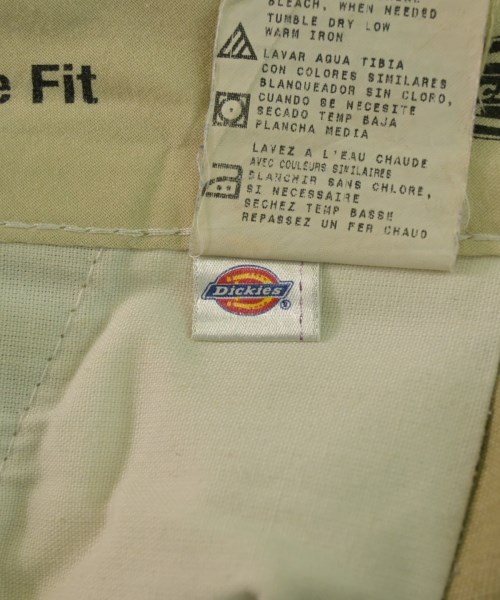 e Fit
BLEACH, WHEN NEEDED
TUMBLE DRY LOW
WARM IRON
LAVAR AQUA TIBIA
CON COLORES SIMILARES
BLANQUEADOR SIN CLORO,
CUANDO SE NECESITE
SECADO TEMP BAJA
PLANCHA MEDIA
LAVEZ A L'EAU CHAUDE
AVEC COULEURS SIMILAIRES
BLANCHIR SANS CHLORE,
SI NECESSAIRE
SECHEZ TEMP BASSE
REPASSEZ UN FER CHAUD
Dickies
®